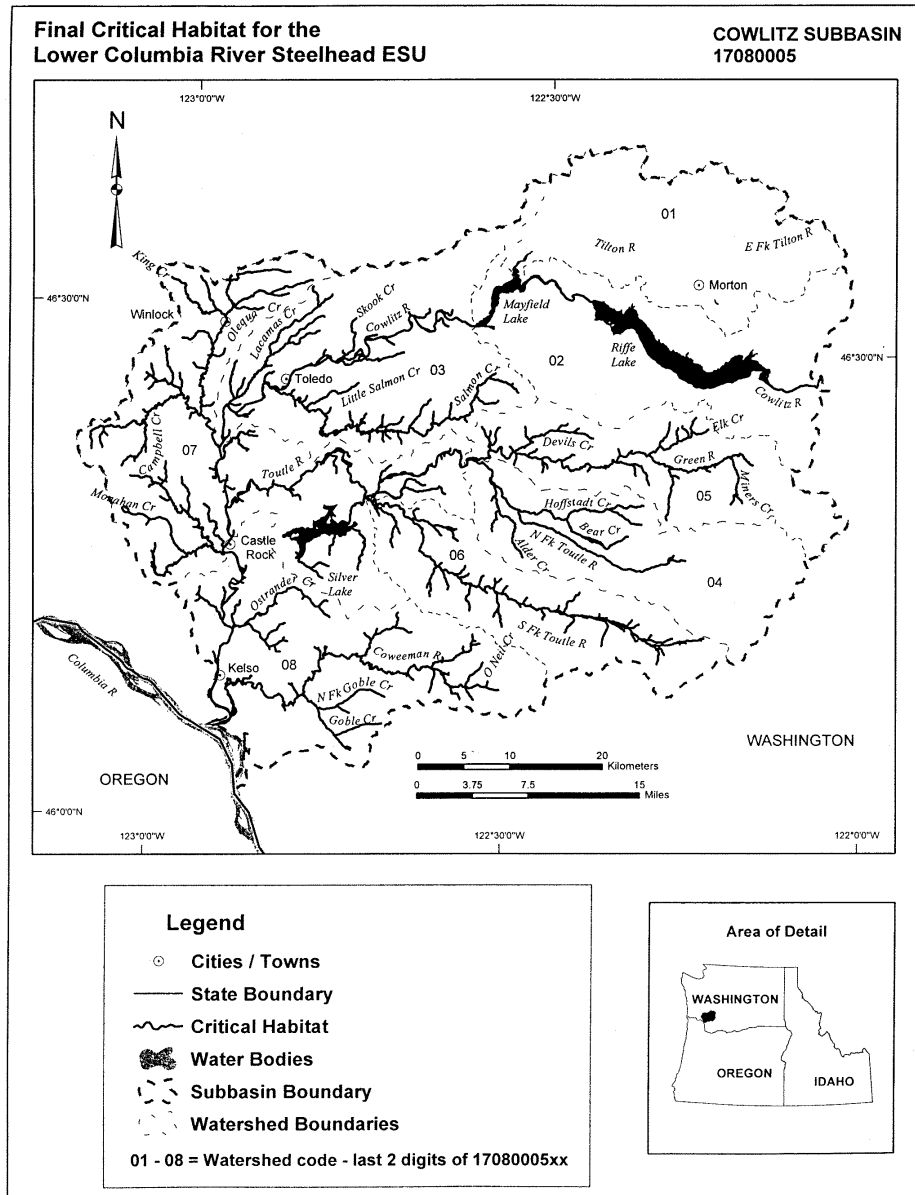 Final Critical Habitat for the
Lower Columbia River Steelhead ESU
COWLITZ SUBBASIN
17080005
123°0'0"W
122°30'0"W
N
01
Tilton R
E Fk Tilton R
King Cr
46°30'0"N
Morton
Winlock
Olequa Cr
Lacamas Cr
Skook Cr
Cowlitz R
Mayfield
Lake
Riffe
Lake
46°30'0"N
02
Toledo
03
Little Salmon Cr
Salmon Cr
Cowlitz R
Elk Cr
Devils Cr
Campbell Cr
07
Toutle R
Green R
Miners Cr
05
Monahan Cr
Hoffstadt Cr
Bear Cr
Castle
Rock
N Fk Toutle R
Alder Cr
06
04
Ostrander Cr
Silver
Lake
S Fk Toutle R
Columbia R
Kelso
08
Coweeman R
O Neil Cr
N Fk Goble Cr
Goble Cr
WASHINGTON
OREGON
0 5 10 20
Kilometers
0 3.75 7.5 15
Miles
46°0'0"N
123°0'0"W
122°30'0"W
122°0'0"W
Legend
Cities / Towns
State Boundary
Critical Habitat
Water Bodies
Subbasin Boundary
Watershed Boundaries
01 - 08 = Watershed code - last 2 digits of 17080005xx
Area of Detail
WASHINGTON
OREGON
IDAHO